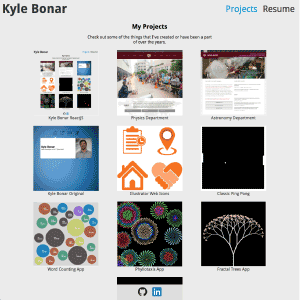 Kyle Bonar
Projects Resume
My Projects
Check out some of the things that I've created or have been a part
of over the years.
Kyle Bonar ReactJS
Physics Department
Astronomy Department
Kyle Bonar Original
Illustrator Web Icons
Classic Ping Pong
Word Counting App
Phyllotaxis App
Fractal Trees App